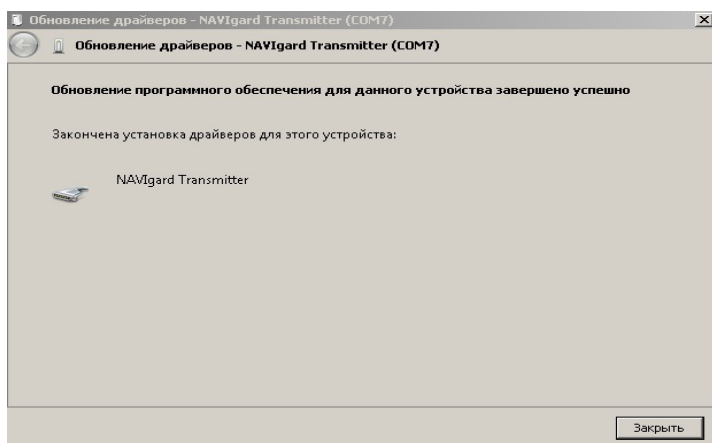 Обновление драйверов - NAVIgard Transmitter (COM7)
Обновление драйверов - NAVIgard Transmitter (COM7)
Обновление программного обеспечения для данного устройства завершено успешно
Закончена установка драйверов для этого устройства:
NAVIgard Transmitter
Закрыть